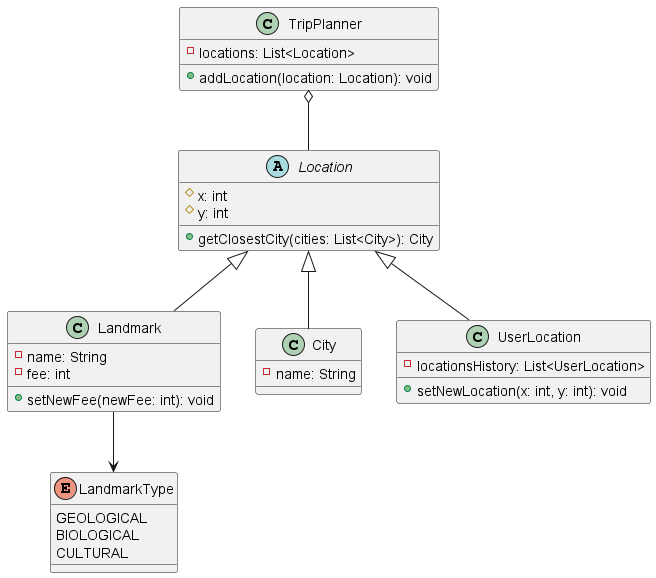 C TripPlanner
locations: List<Location>
addLocation(location: Location): void
A Location
x: int
y: int
getClosestCity(cities: List<City>): City
C Landmark
name: String
fee: int
setNewFee(newFee: int): void
C City
name: String
C UserLocation
locationsHistory: List<UserLocation>
setNewLocation(x: int, y: int): void
E LandmarkType
GEOLOGICAL
BIOLOGICAL
CULTURAL